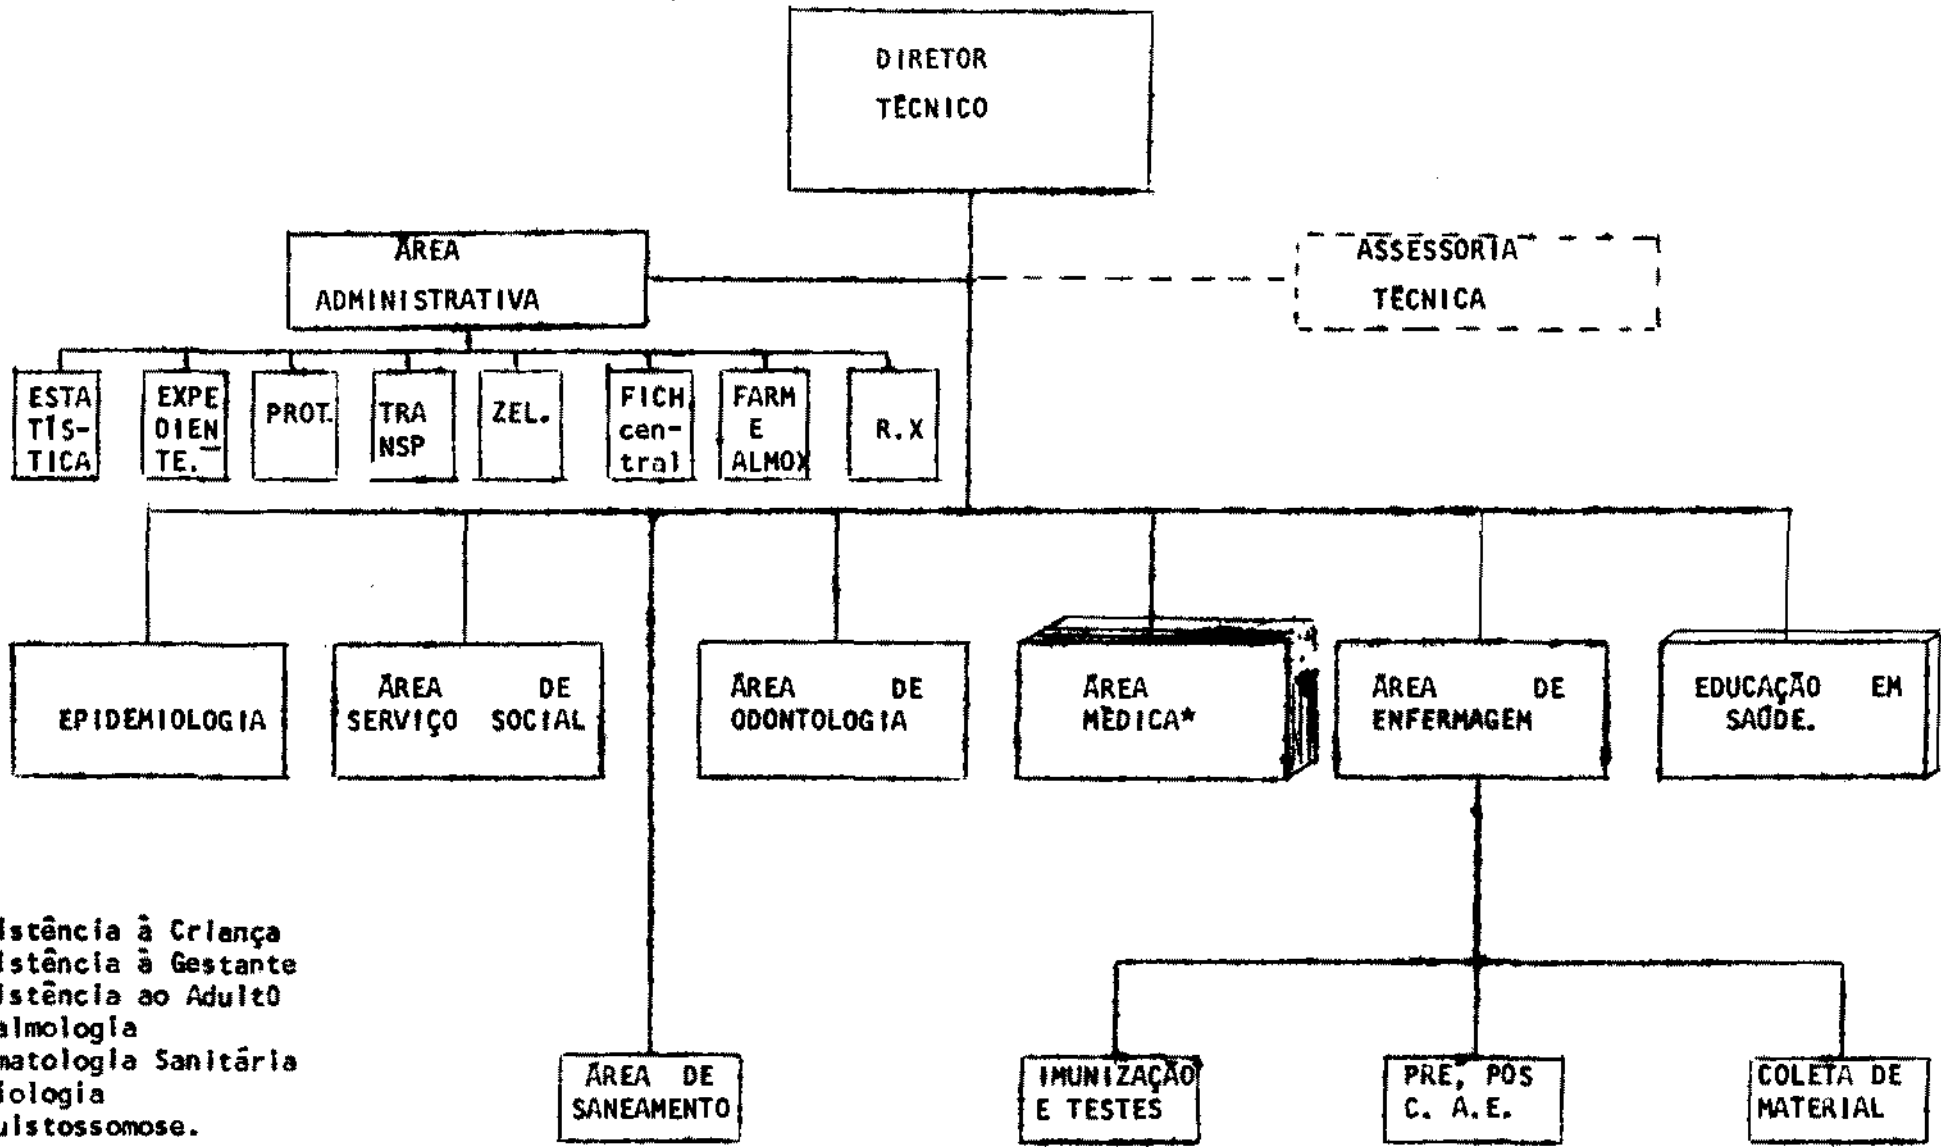 DIRETOR
TÉCNICO
ÁREA
ADMINISTRATIVA
ASSESSORIA
TÉCNICA
ESTA
TÍS-
TICA
EXPE
DIEN
TE.
PROT.
TRA
NSP
ZEL.
FICH.
cen-
tral
FARM
E
ALMOX
R.X
EPIDEMIOLOGIA
ÁREA DE
SERVIÇO SOCIAL
ÁREA DE
ODONTOLOGIA
ÁREA
MÉDICA*
ÁREA DE
ENFERMAGEM
EDUCAÇÃO EM
SAÚDE.
istência à Criança
istência à Gestante
istência ao AdultO
almologia
matologia Sanitária
iologia
uistossomose.
ÁREA DE
SANEAMENTO
IMUNIZAÇÃO
E TESTES
PRE, POS
C. A.E.
COLETA DE
MATERIAL